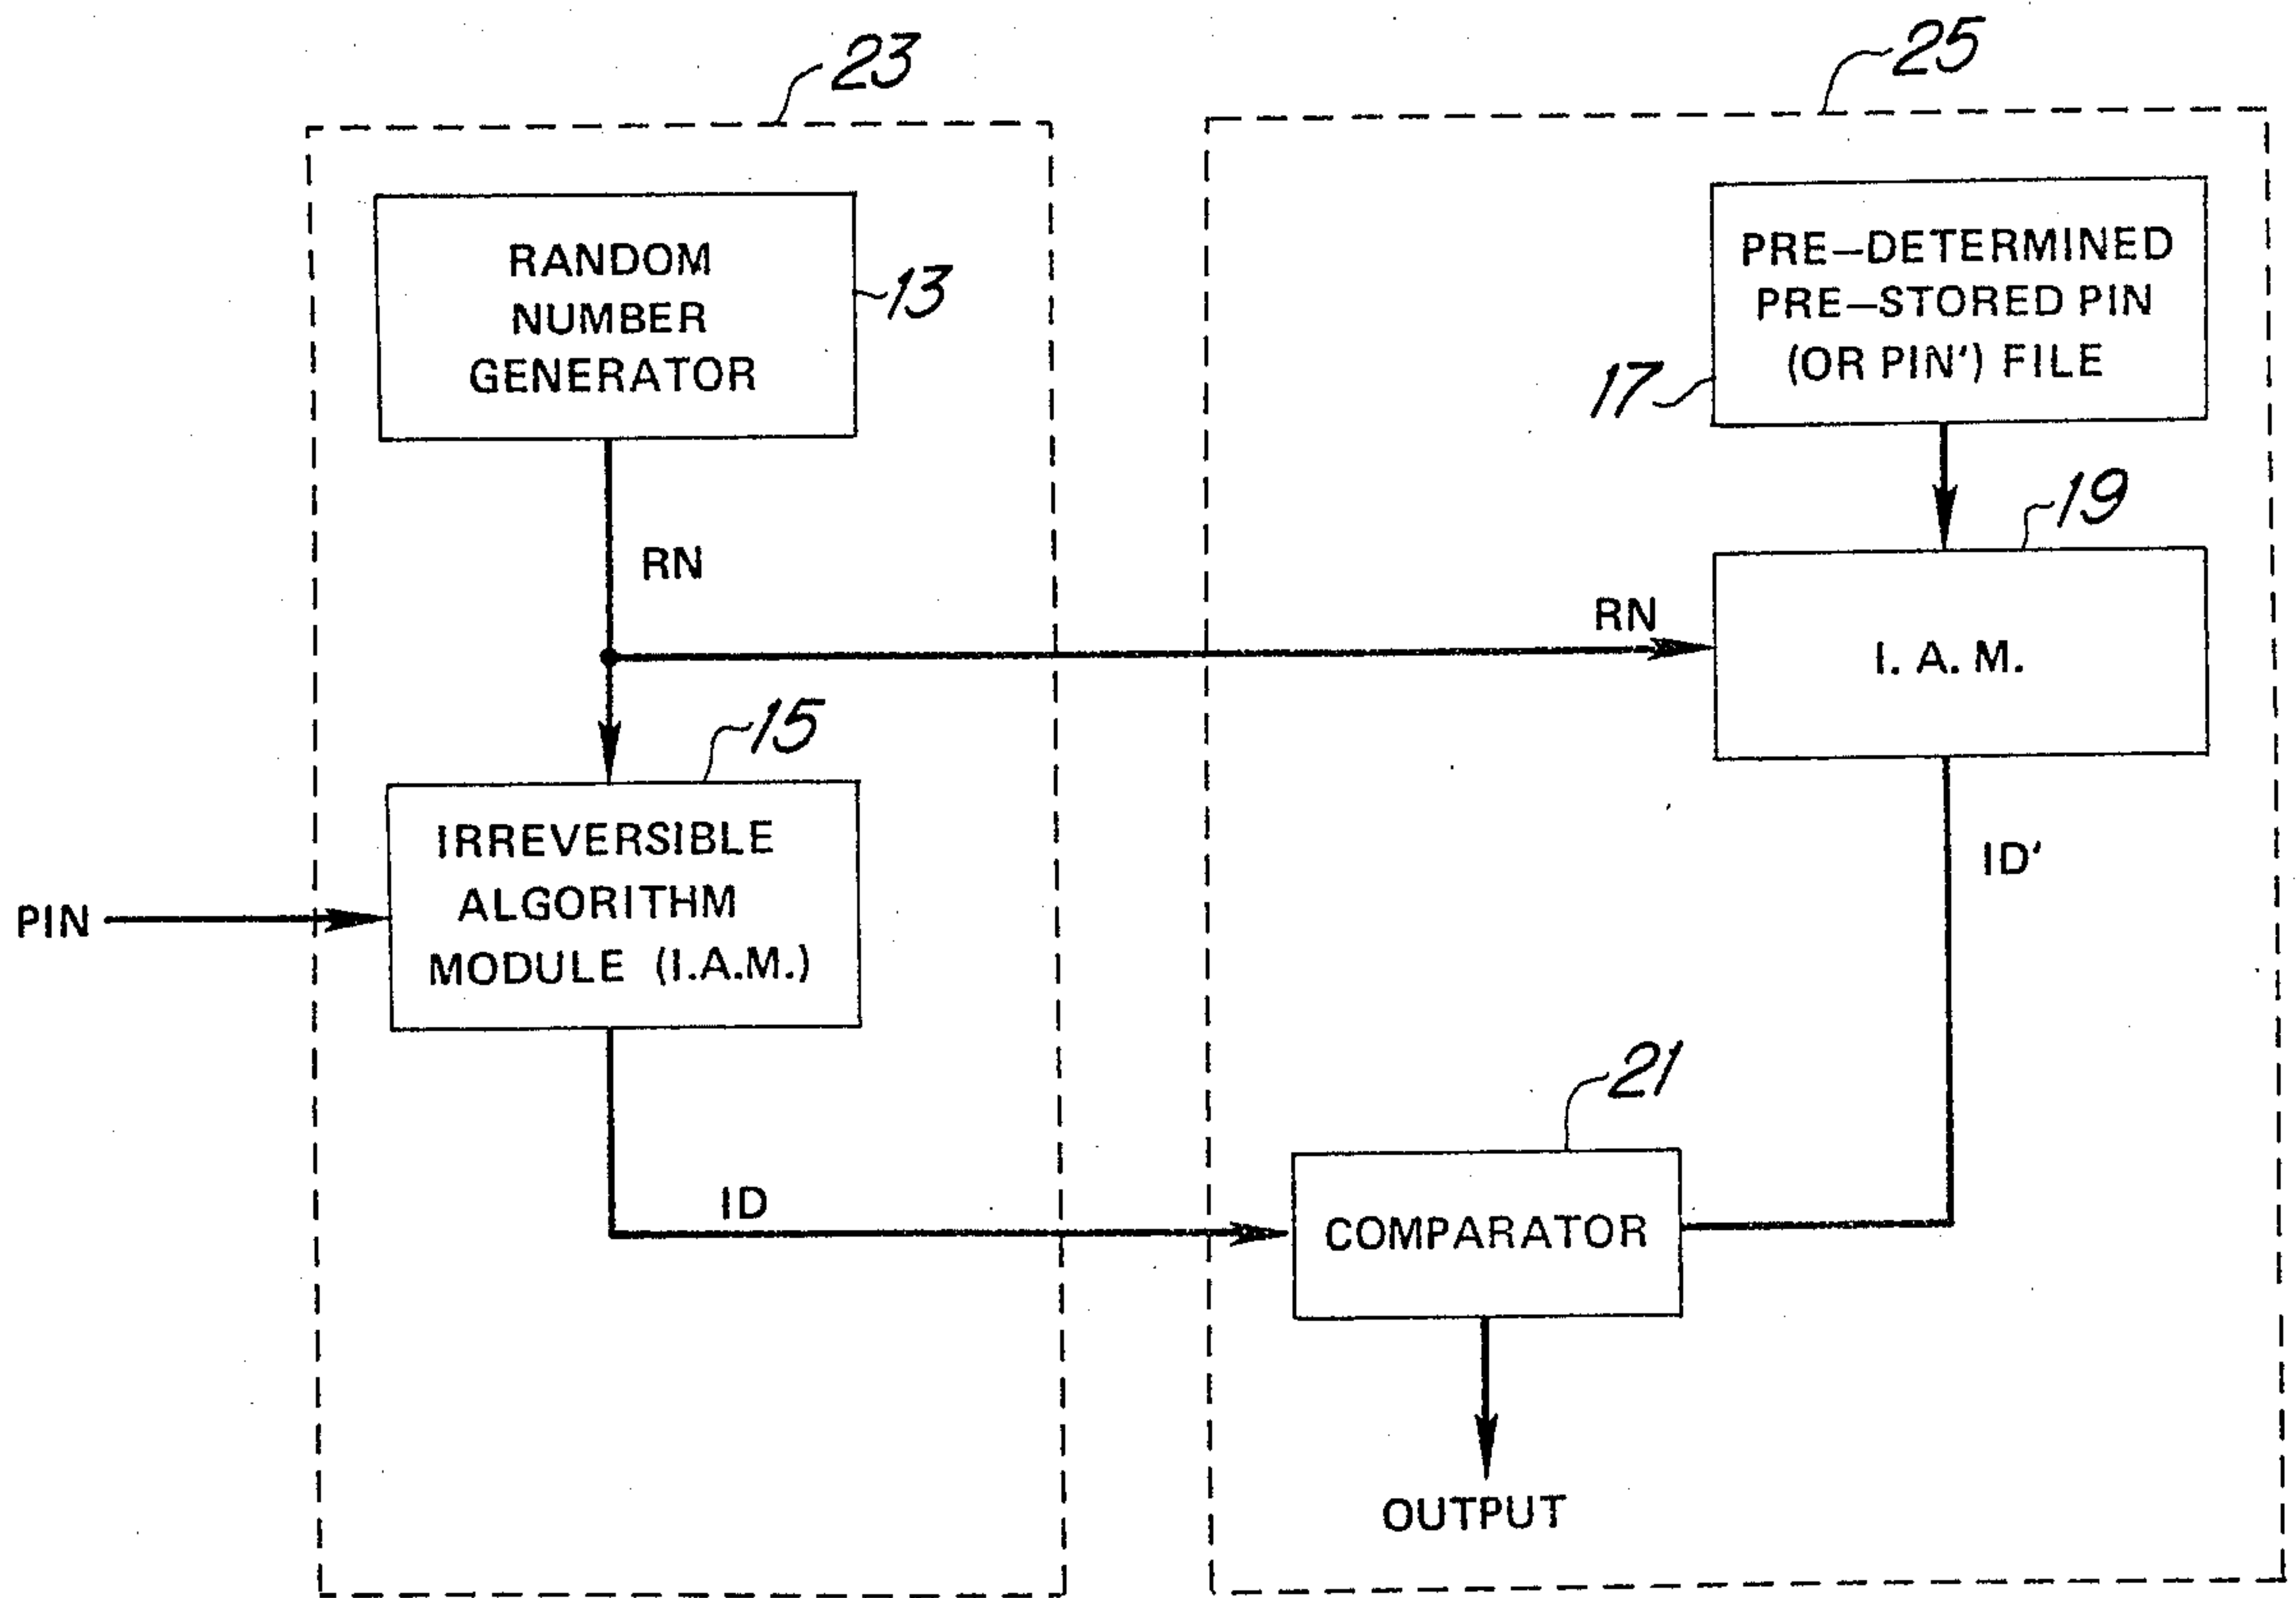 23
25
RANDOM
NUMBER
GENERATOR
13
PRE—DETERMINED
PRE—STORED PIN
(OR PIN') FILE
17
19
RN
RN
I. A. M.
15
IRREVERSIBLE
ALGORITHM
MODULE (I.A.M.)
PIN
ID'
21
ID
COMPARATOR
OUTPUT